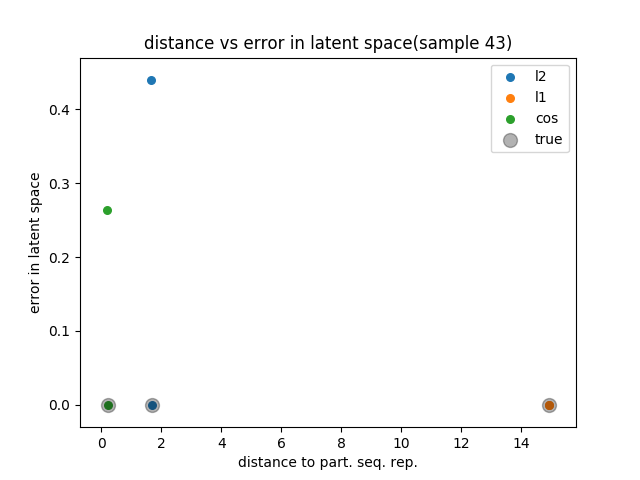 distance vs error in latent space(sample 43)
l2
l1
cos
true
error in latent space
0.4
0.3
0.2
0.1
0.0
0 2 4 6 8 10 12 14
distance to part. seq. rep.